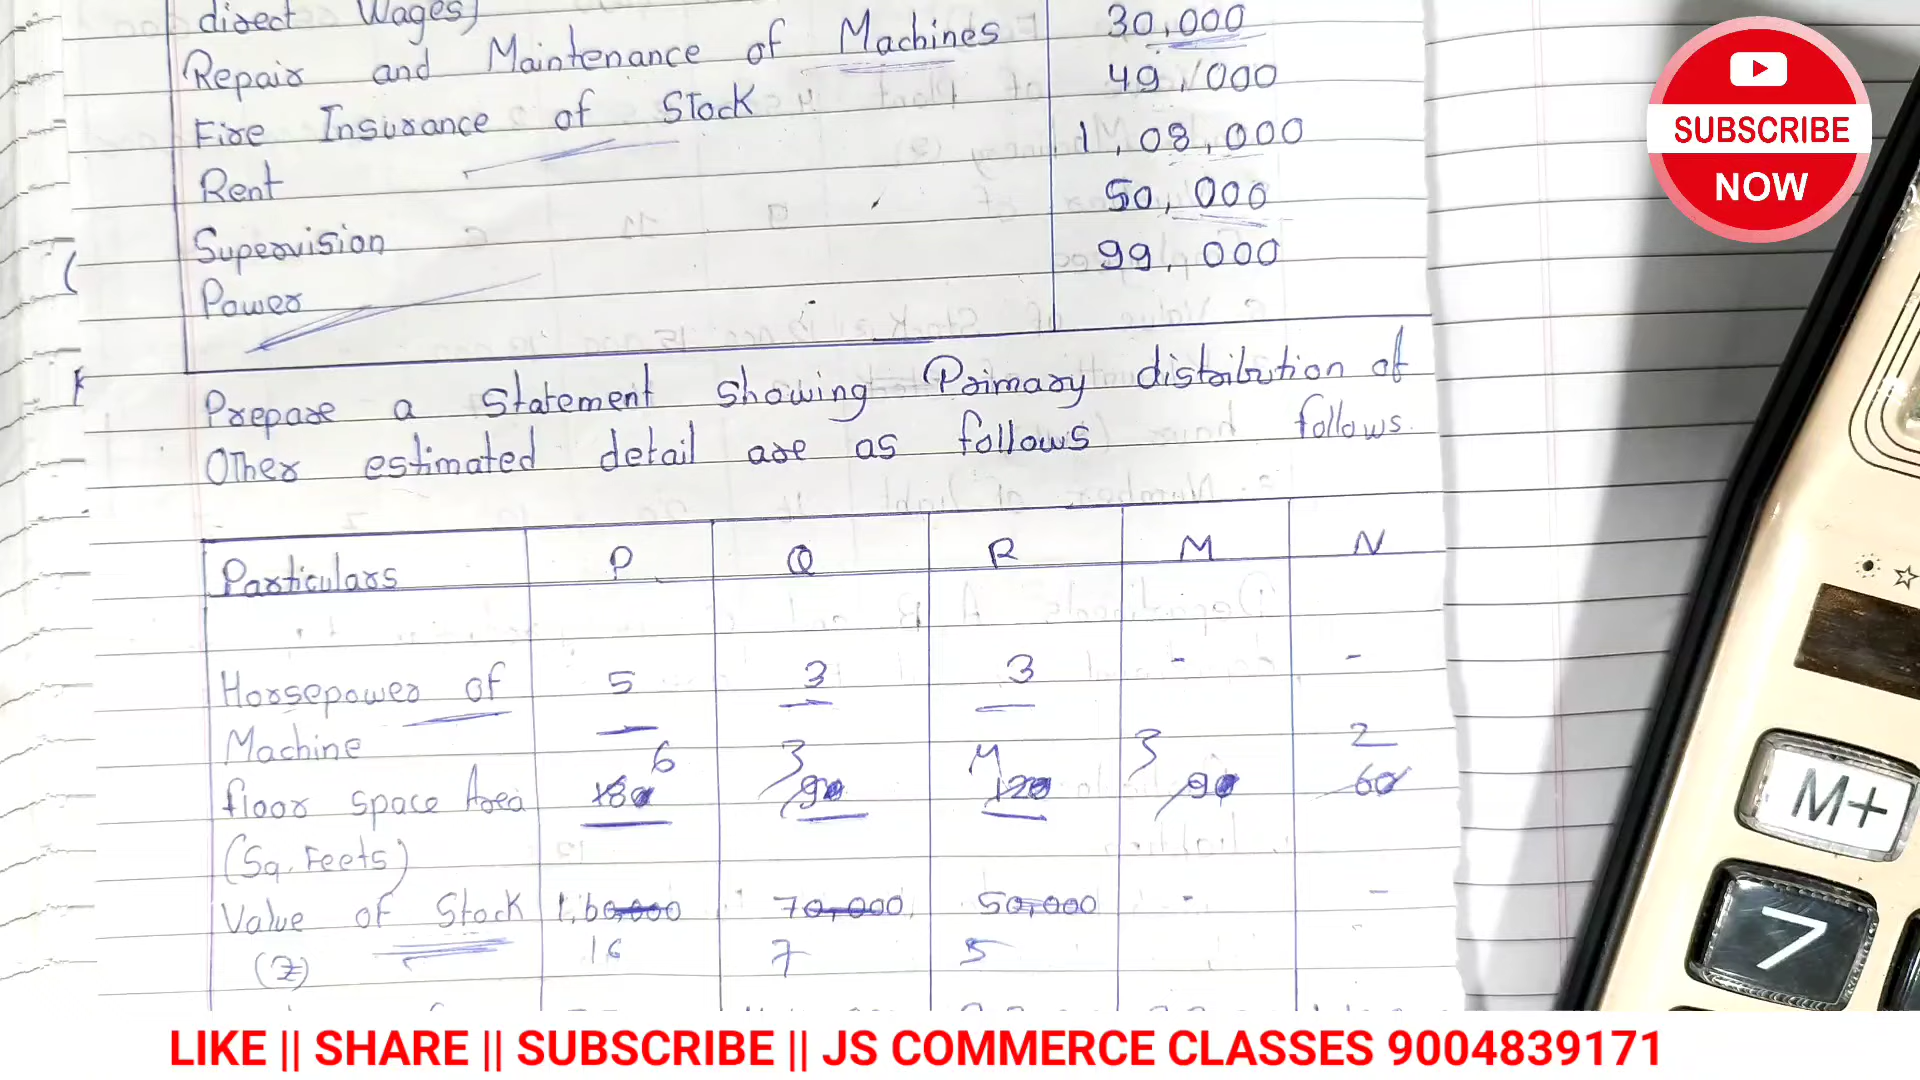 direct Wages)
Repair and Maintenance of Machines 30,000
Fire Insurance of Stock 49,000
Rent 1,08,000
Supervision 50,000
Power 99,000
Prepare a statement showing Primary distribution of
Other estimated detail are as follows follows.
Particulars P Q R M N
Horsepower of 5 3 3 - -
Machine 6 3 4 3 2
floor space Area 180 90 120 90 60
(Sq. Feets)
Value of Stock 1,60,000 70,000 50,000 - -
(₹) 16 7 5
SUBSCRIBE
NOW
M+
7
LIKE || SHARE || SUBSCRIBE || JS COMMERCE CLASSES 9004839171